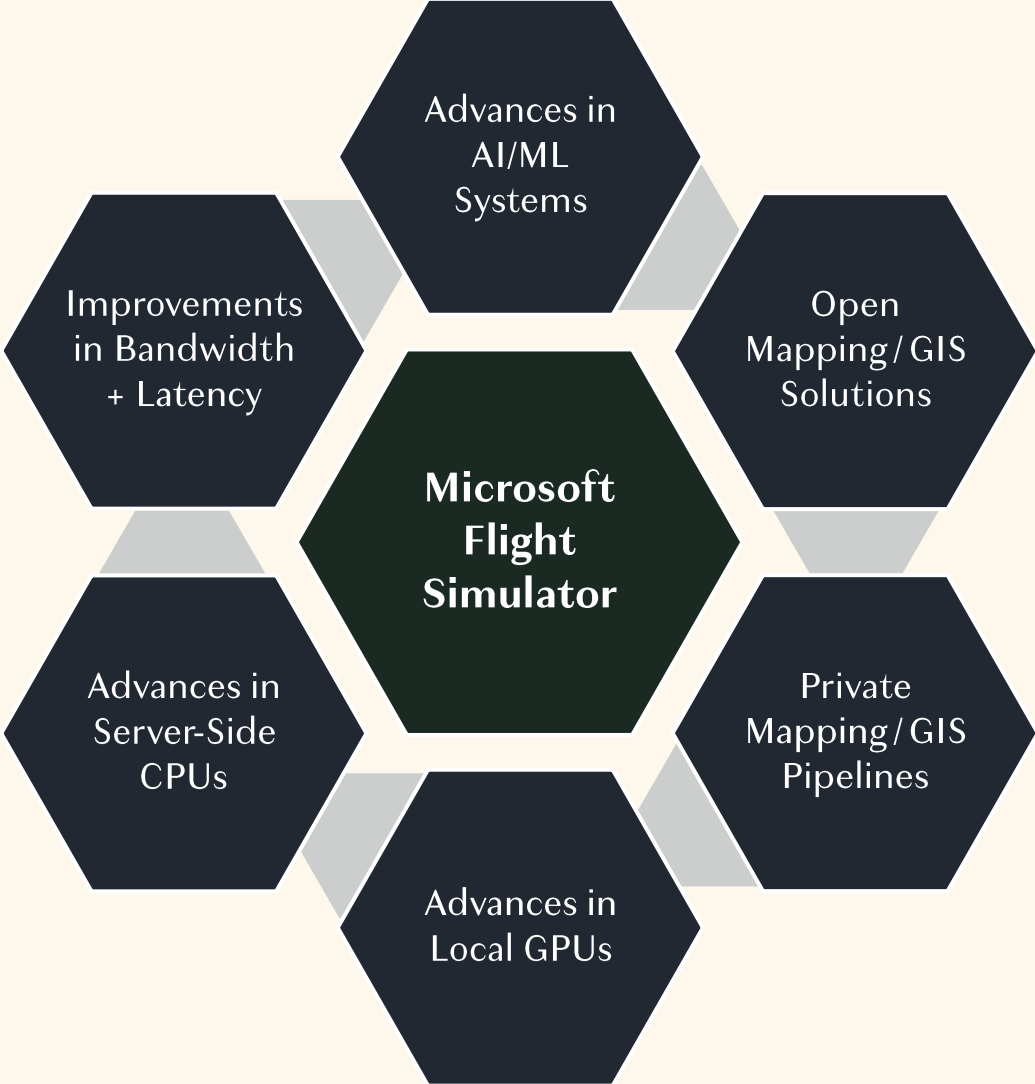 Advances in
AI/ML
Systems
Open
Mapping/GIS
Solutions
Private
Mapping/GIS
Pipelines
Advances in
Local GPUs
Advances in
Server-Side
CPUs
Improvements
in Bandwidth
+ Latency
Microsoft
Flight
Simulator